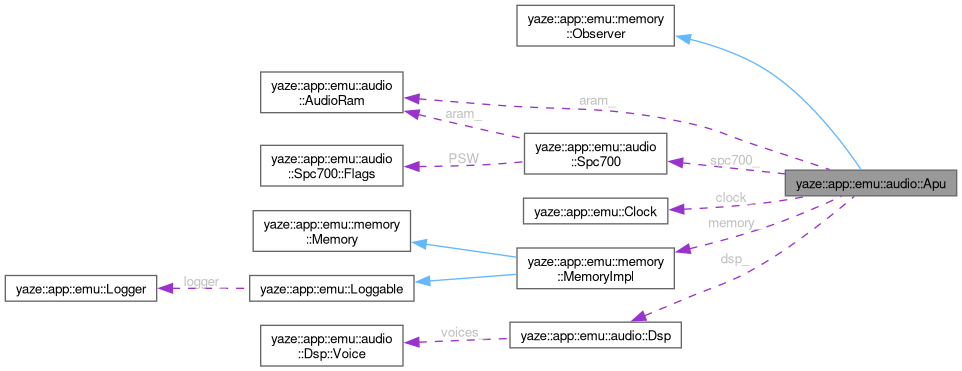 yaze::app::emu::memory
::Observer
yaze::app::emu::audio
::AudioRam
aram_
aram_
yaze::app::emu::audio
::Spc700
yaze::app::emu::audio
::Spc700::Flags
PSW
spc700_
yaze::app::emu::audio::Apu
clock_
yaze::app::emu::Clock
yaze::app::emu::memory
::Memory
memory_
yaze::app::emu::memory
::MemoryImpl
dsp_
yaze::app::emu::Logger
logger_
yaze::app::emu::Loggable
yaze::app::emu::audio
::Dsp::Voice
voices_
yaze::app::emu::audio::Dsp